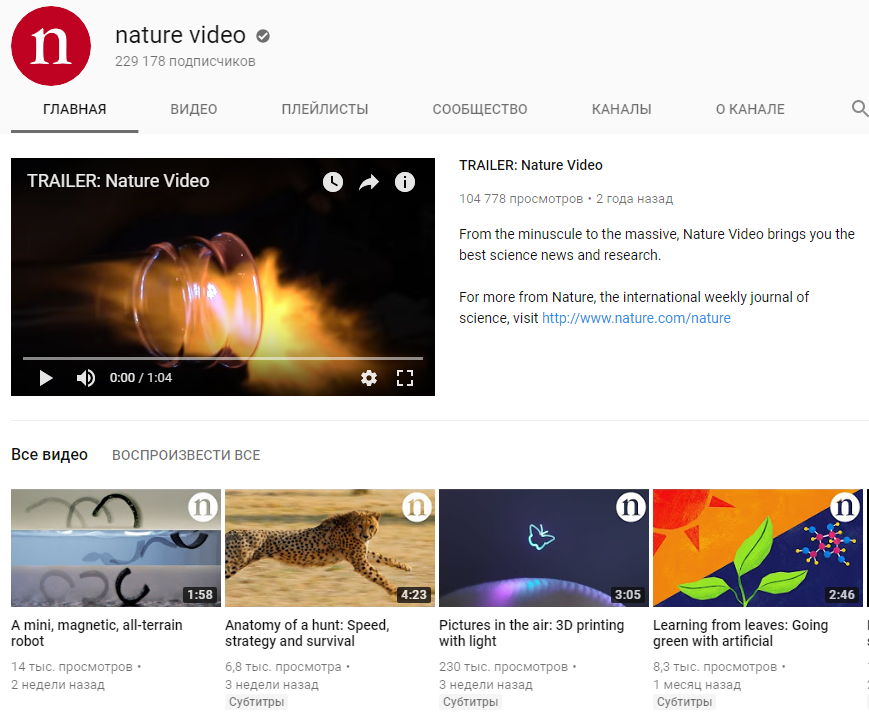 n
nature video
229 178 подписчиков
ГЛАВНАЯ ВИДЕО ПЛЕЙЛИСТЫ СООБЩЕСТВО КАНАЛЫ О КАНАЛЕ
TRAILER: Nature Video
0:00 / 1:04
TRAILER: Nature Video
104 778 просмотров • 2 года назад
From the minuscule to the massive, Nature Video brings you the
best science news and research.
For more from Nature, the international weekly journal of
science, visit http://www.nature.com/nature
Все видео ВОСПРОИЗВЕСТИ ВСЕ
n
1:58
A mini, magnetic, all-terrain
robot
14 тыс. просмотров •
2 недели назад
n
4:23
Anatomy of a hunt: Speed,
strategy and survival
6,8 тыс. просмотра •
3 недели назад
Субтитры
n
3:05
Pictures in the air: 3D printing
with light
230 тыс. просмотров •
3 недели назад
Субтитры
n
2:46
Learning from leaves: Going
green with artificial
8,3 тыс. просмотров •
1 месяц назад
Субтитры